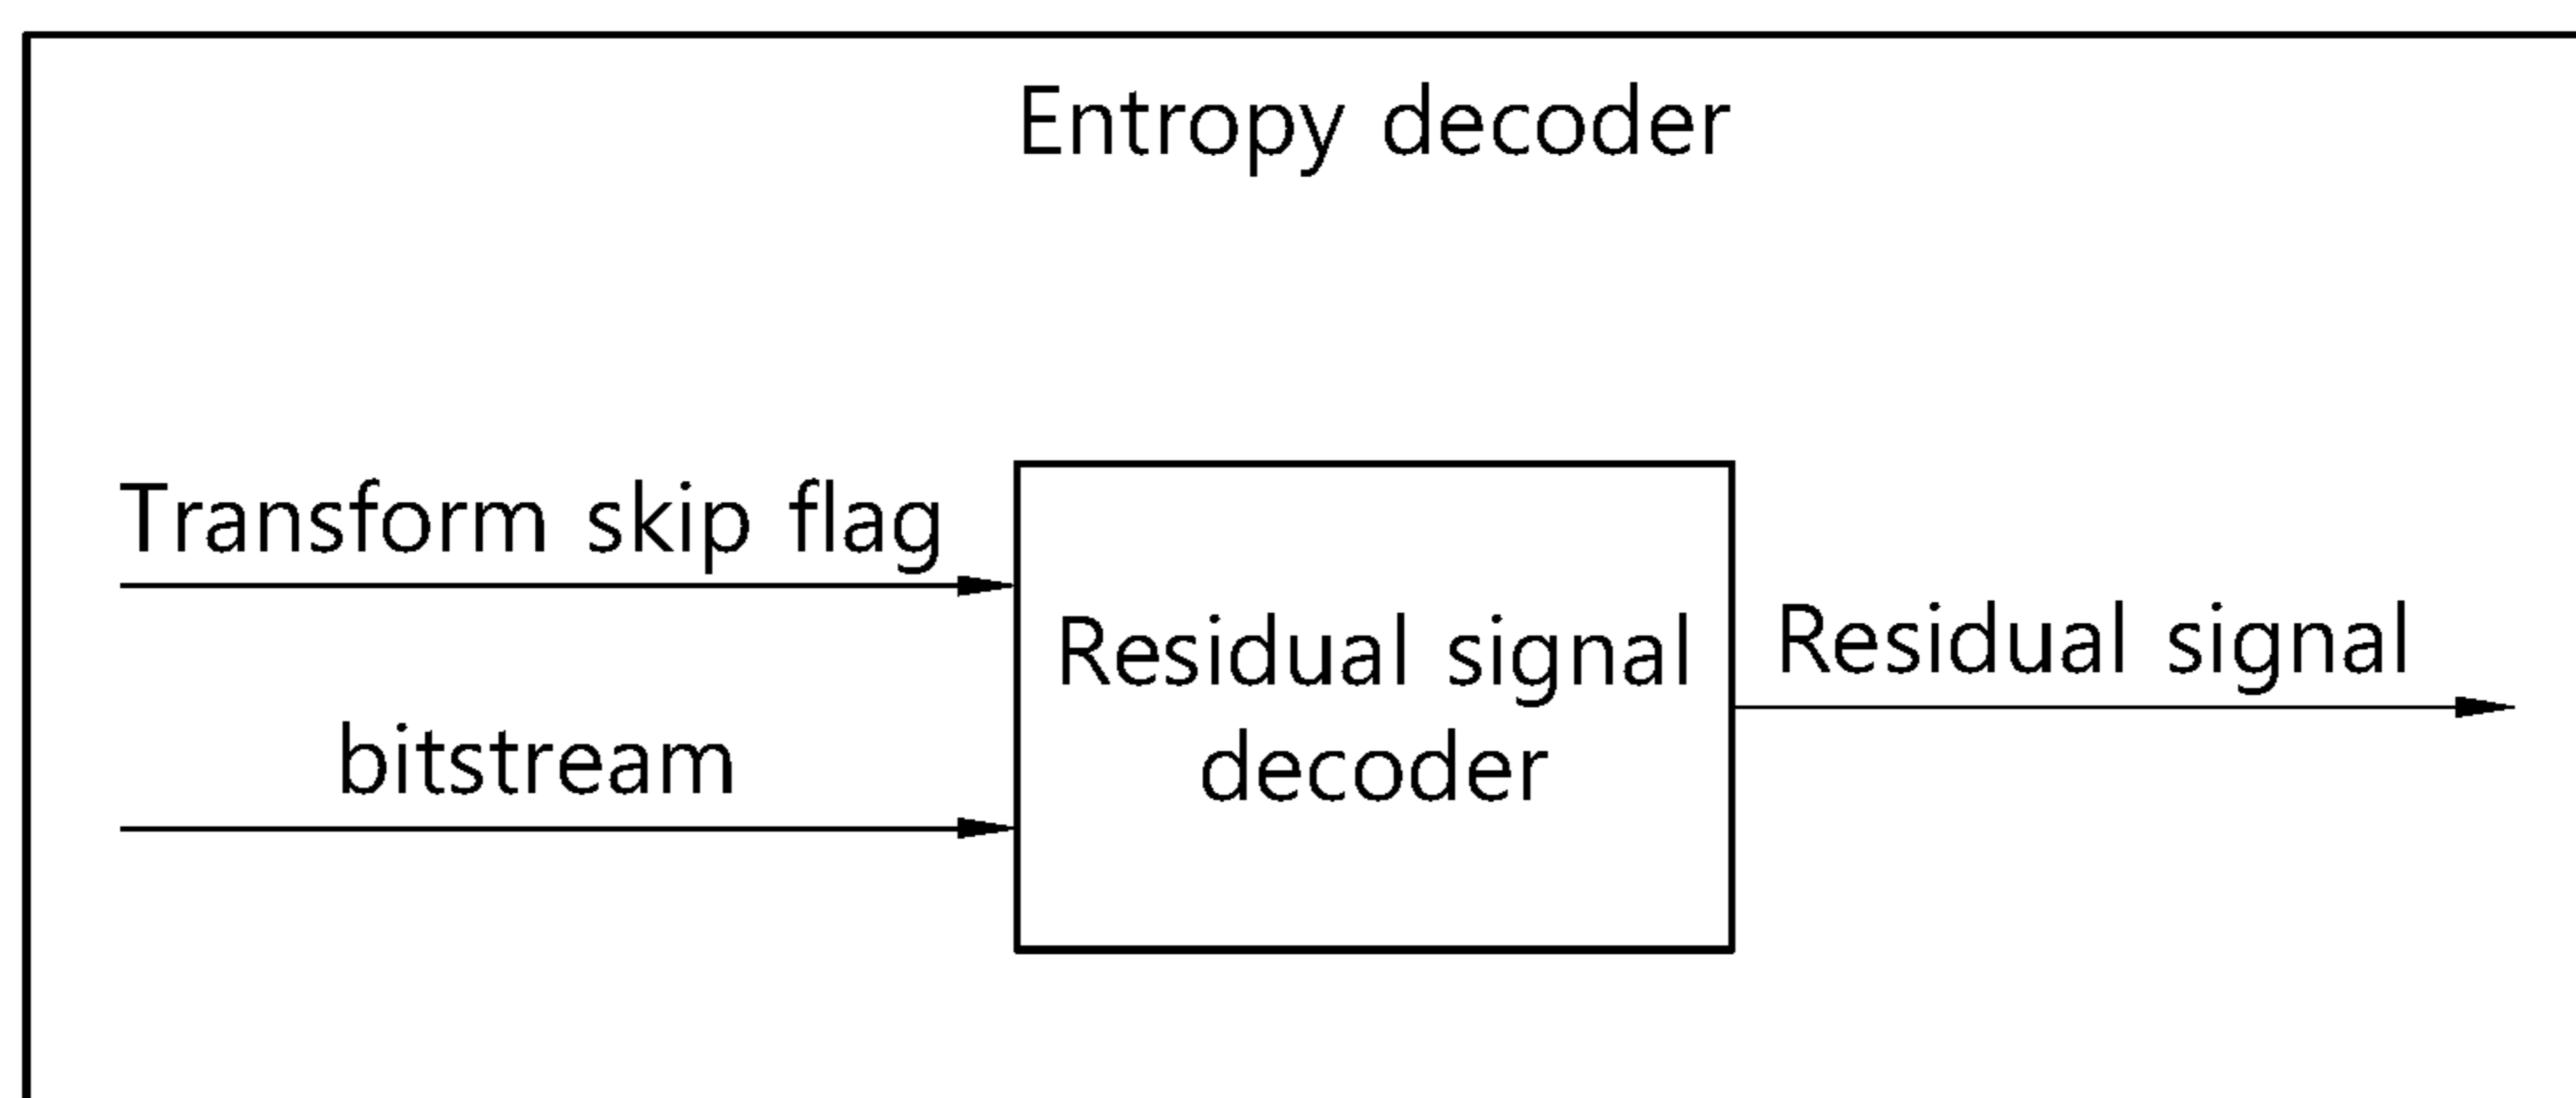 Entropy decoder
Transform skip flag
bitstream
Residual signal
decoder
Residual signal